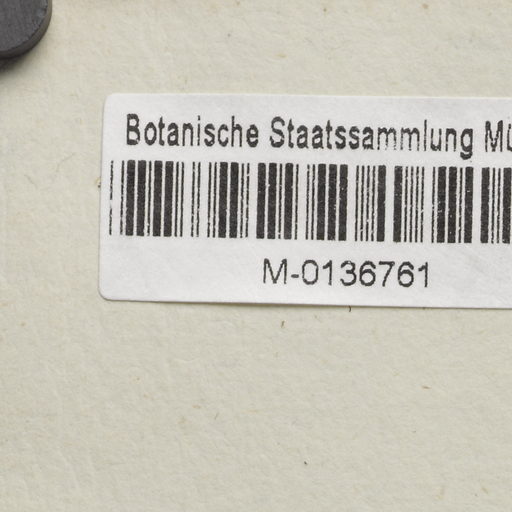 Botanische Staatssammlung Mü
M-0136761